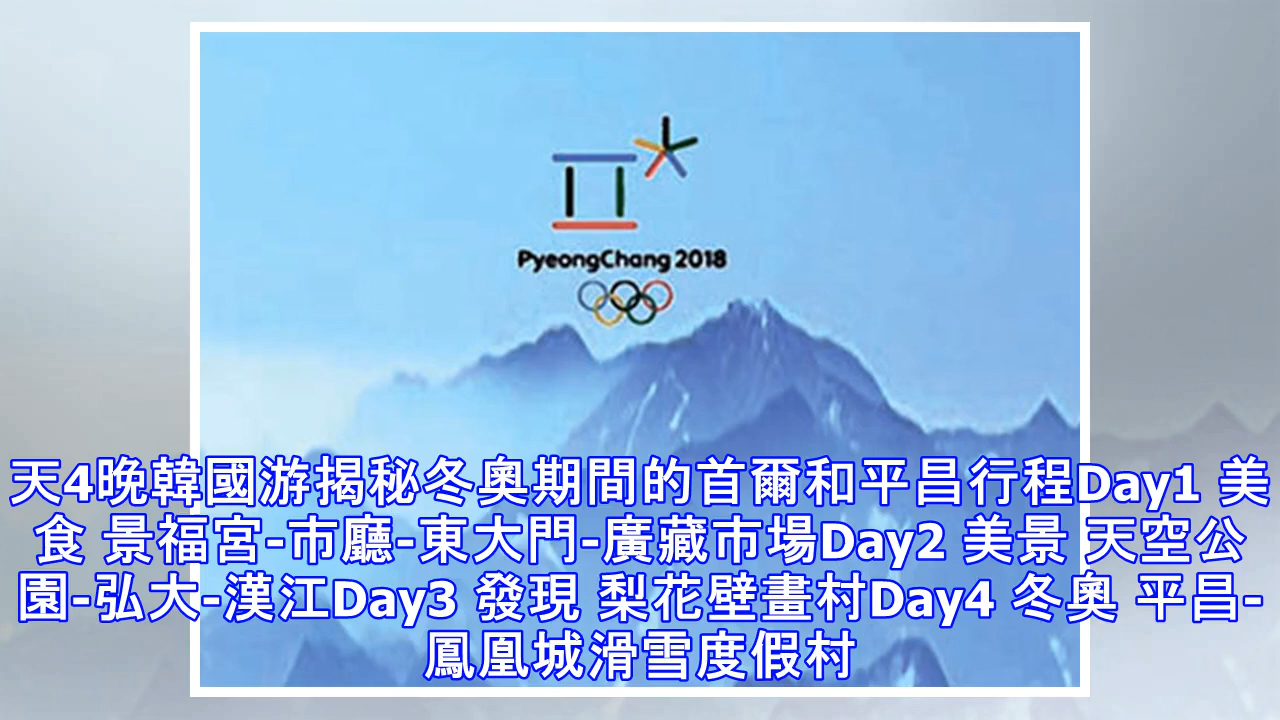 PyeongChang 2018
天4晚韓國游揭秘冬奧期間的首爾和平昌行程Day1 美
食 景福宮-市廳-東大門-廣藏市場Day2 美景 天空公
園-弘大-漢江Day3 發現 梨花壁畫村Day4 冬奧 平昌-
鳳凰城滑雪度假村